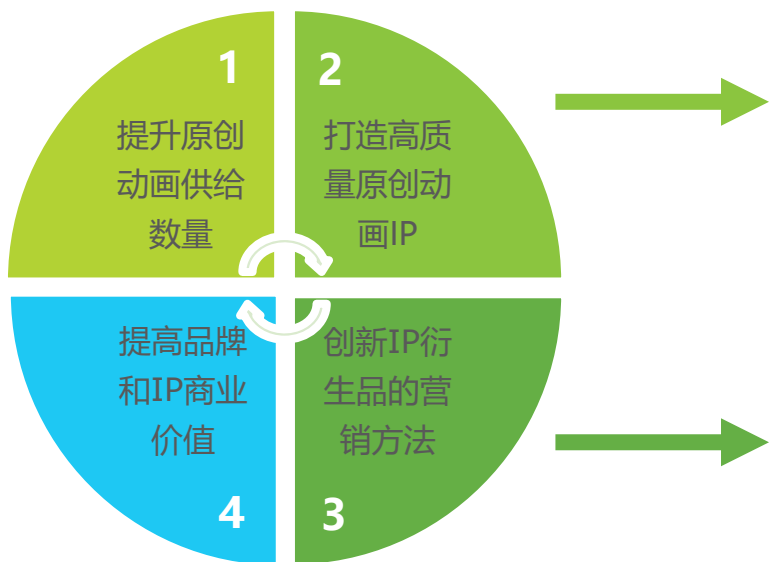 1
提升原创
动画供给
数量
2
打造高质
量原创动
画IP
创新IP衍
生品的营
销方法
3
提高品牌
和IP商业
价值
4